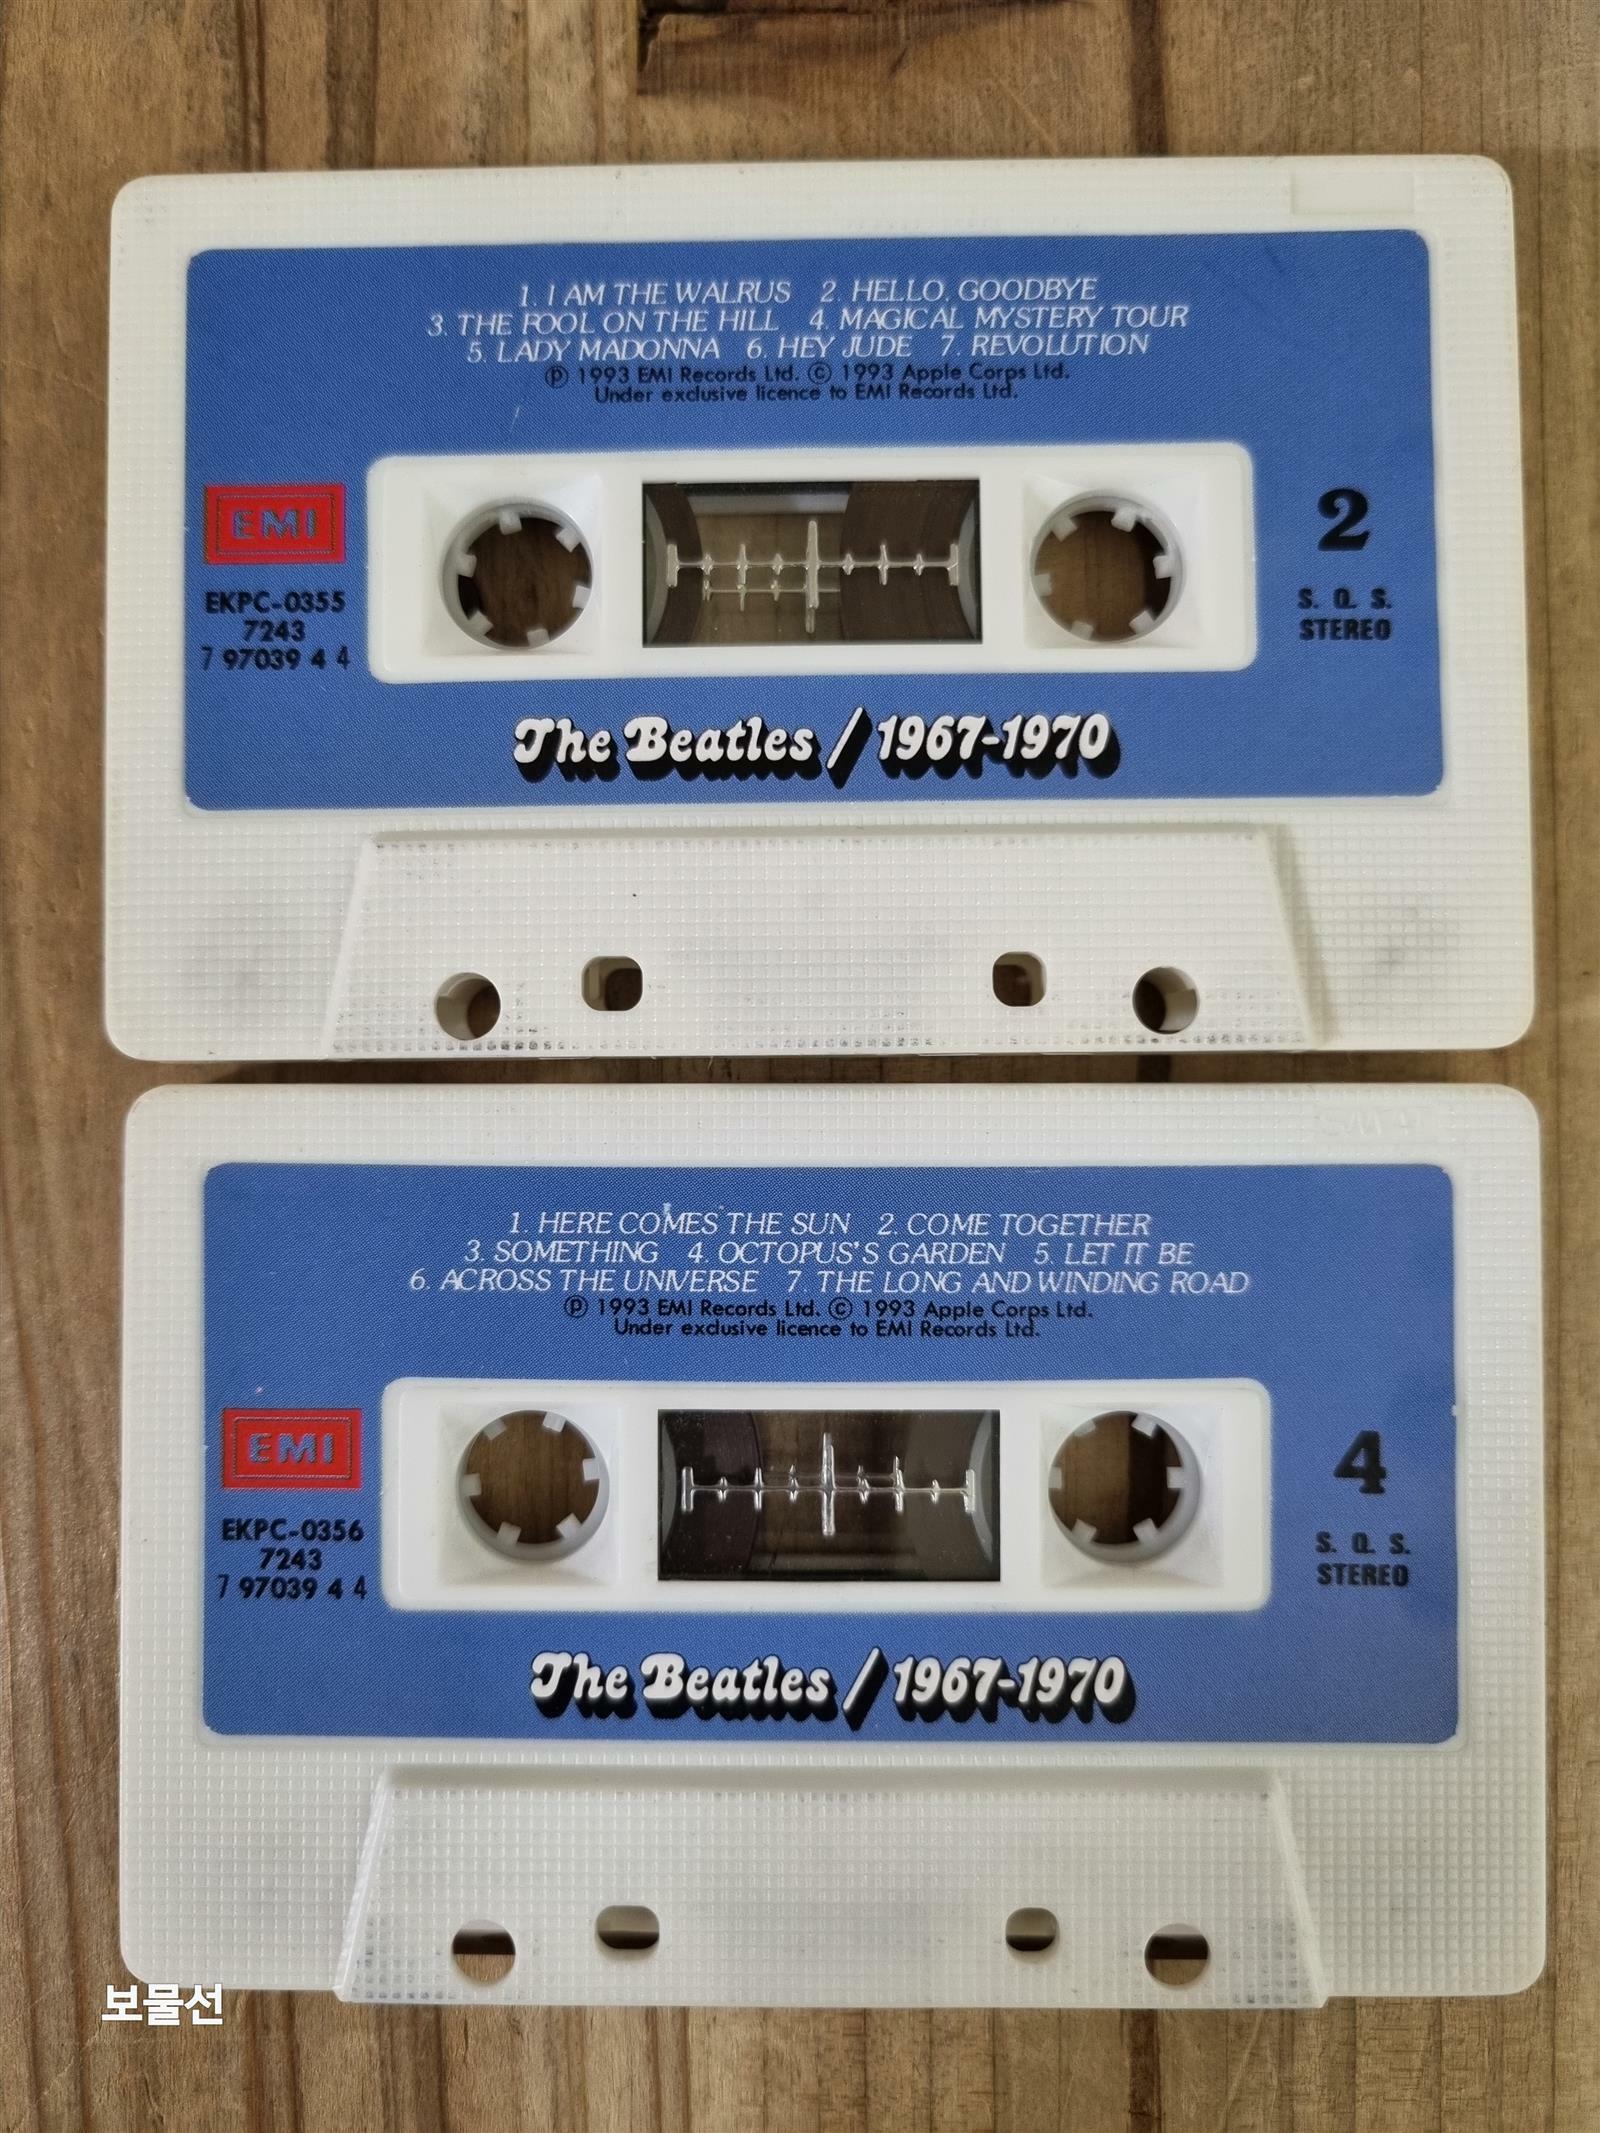 1. I AM THE WALRUS 2. HELLO, GOODBYE
3. THE FOOL ON THE HILL 4. MAGICAL MYSTERY TOUR
5. LADY MADONNA 6. HEY JUDE 7. REVOLUTION
℗ 1993 EMI Records Ltd. © 1993 Apple Corps Ltd.
Under exclusive licence to EMI Records Ltd.
EMI
EKPC-0355
7243
7 97039 4 4
2
S. Q. S.
STEREO
The Beatles / 1967-1970
1. HERE COMES THE SUN 2. COME TOGETHER
3. SOMETHING 4. OCTOPUS'S GARDEN 5. LET IT BE
6. ACROSS THE UNIVERSE 7. THE LONG AND WINDING ROAD
℗ 1993 EMI Records Ltd. © 1993 Apple Corps Ltd.
Under exclusive licence to EMI Records Ltd.
EMI
EKPC-0356
7243
7 97039 4 4
4
S. Q. S.
STEREO
The Beatles / 1967-1970
보물선